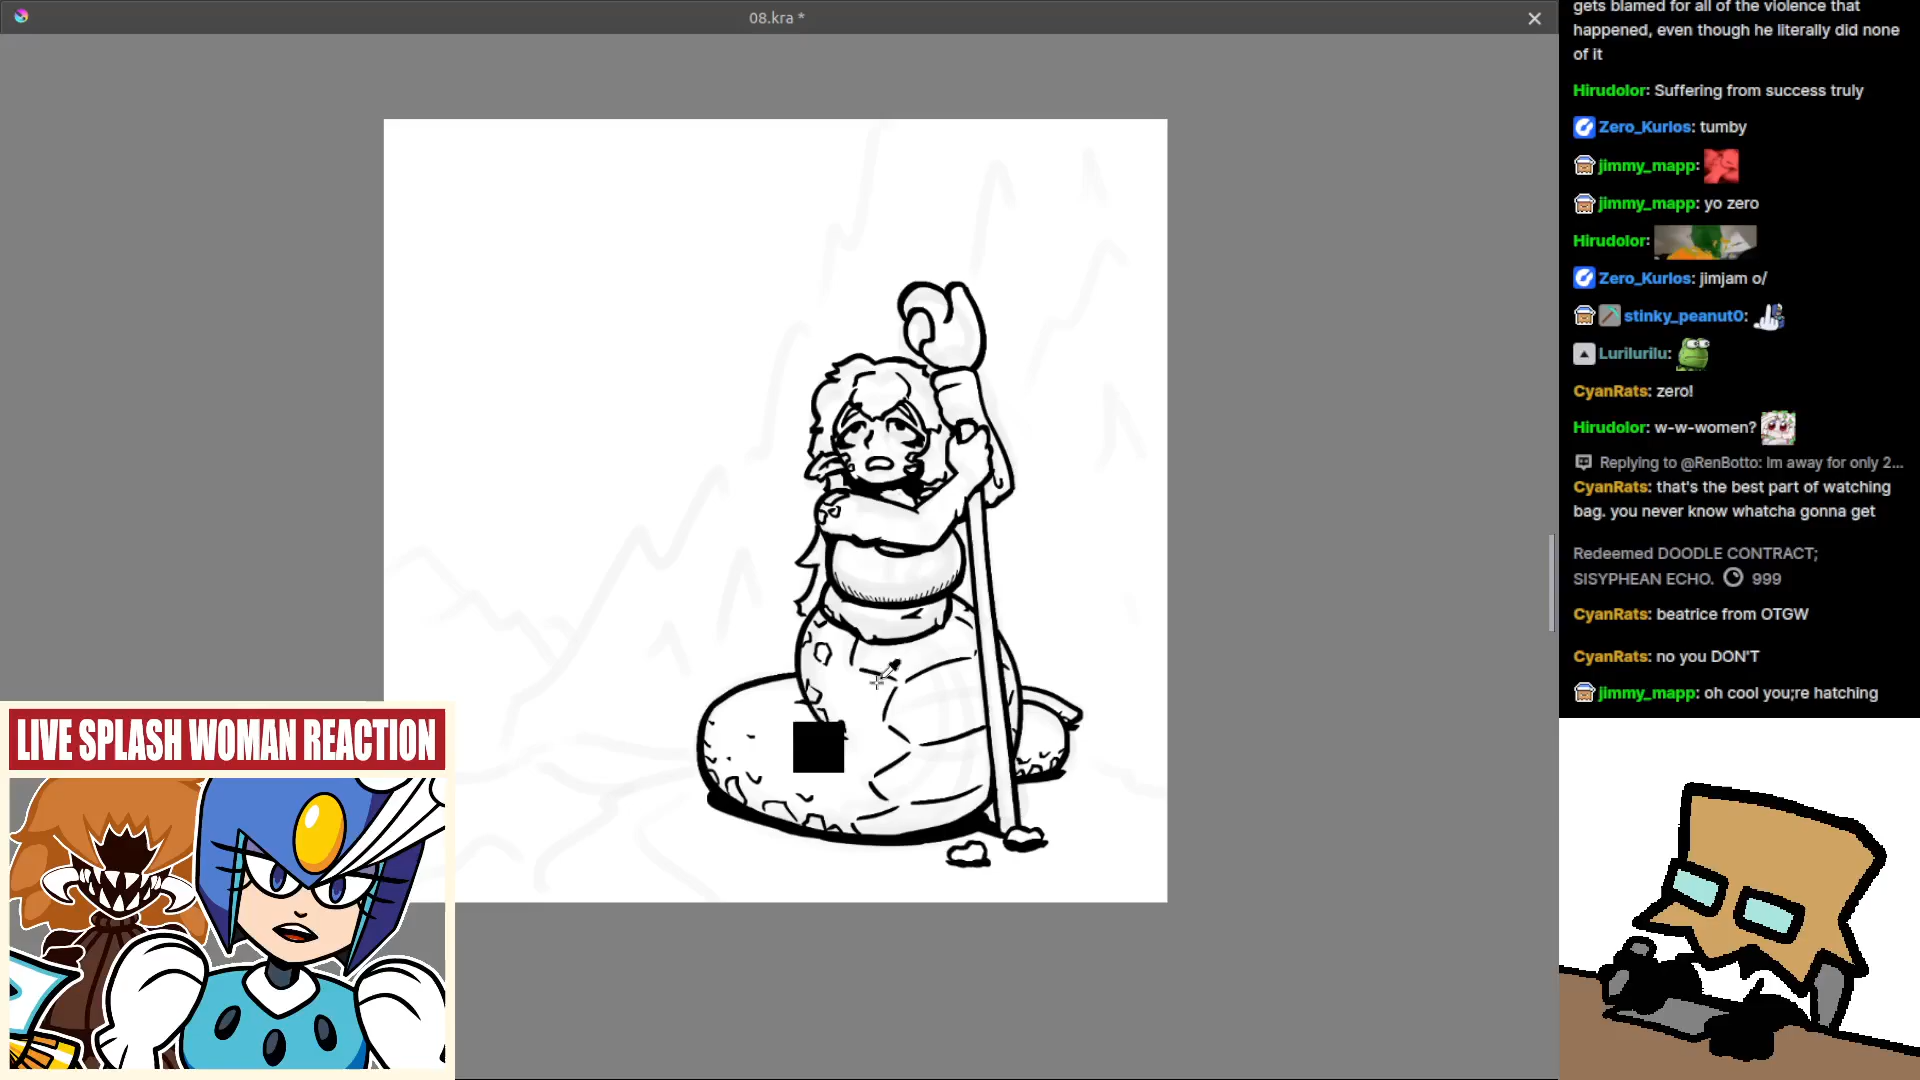 08.kra *
gets blamed for all of the violence that
happened, even though he literally did none
of it
Hirudolor: Suffering from success truly
Zero_Kurlos: tumby
jimmy_mapp:
jimmy_mapp: yo zero
Hirudolor:
Zero_Kurlos: jimjam o/
stinky_peanut0:
Lurilurilu:
CyanRats: zero!
Hirudolor: w-w-women?
Replying to @RenBotto: Im away for only 2...
CyanRats: that's the best part of watching
bag. you never know whatcha gonna get
Redeemed DOODLE CONTRACT;
SISYPHEAN ECHO. 999
CyanRats: beatrice from OTGW
CyanRats: no you DON'T
jimmy_mapp: oh cool you;re hatching
LIVE SPLASH WOMAN REACTION